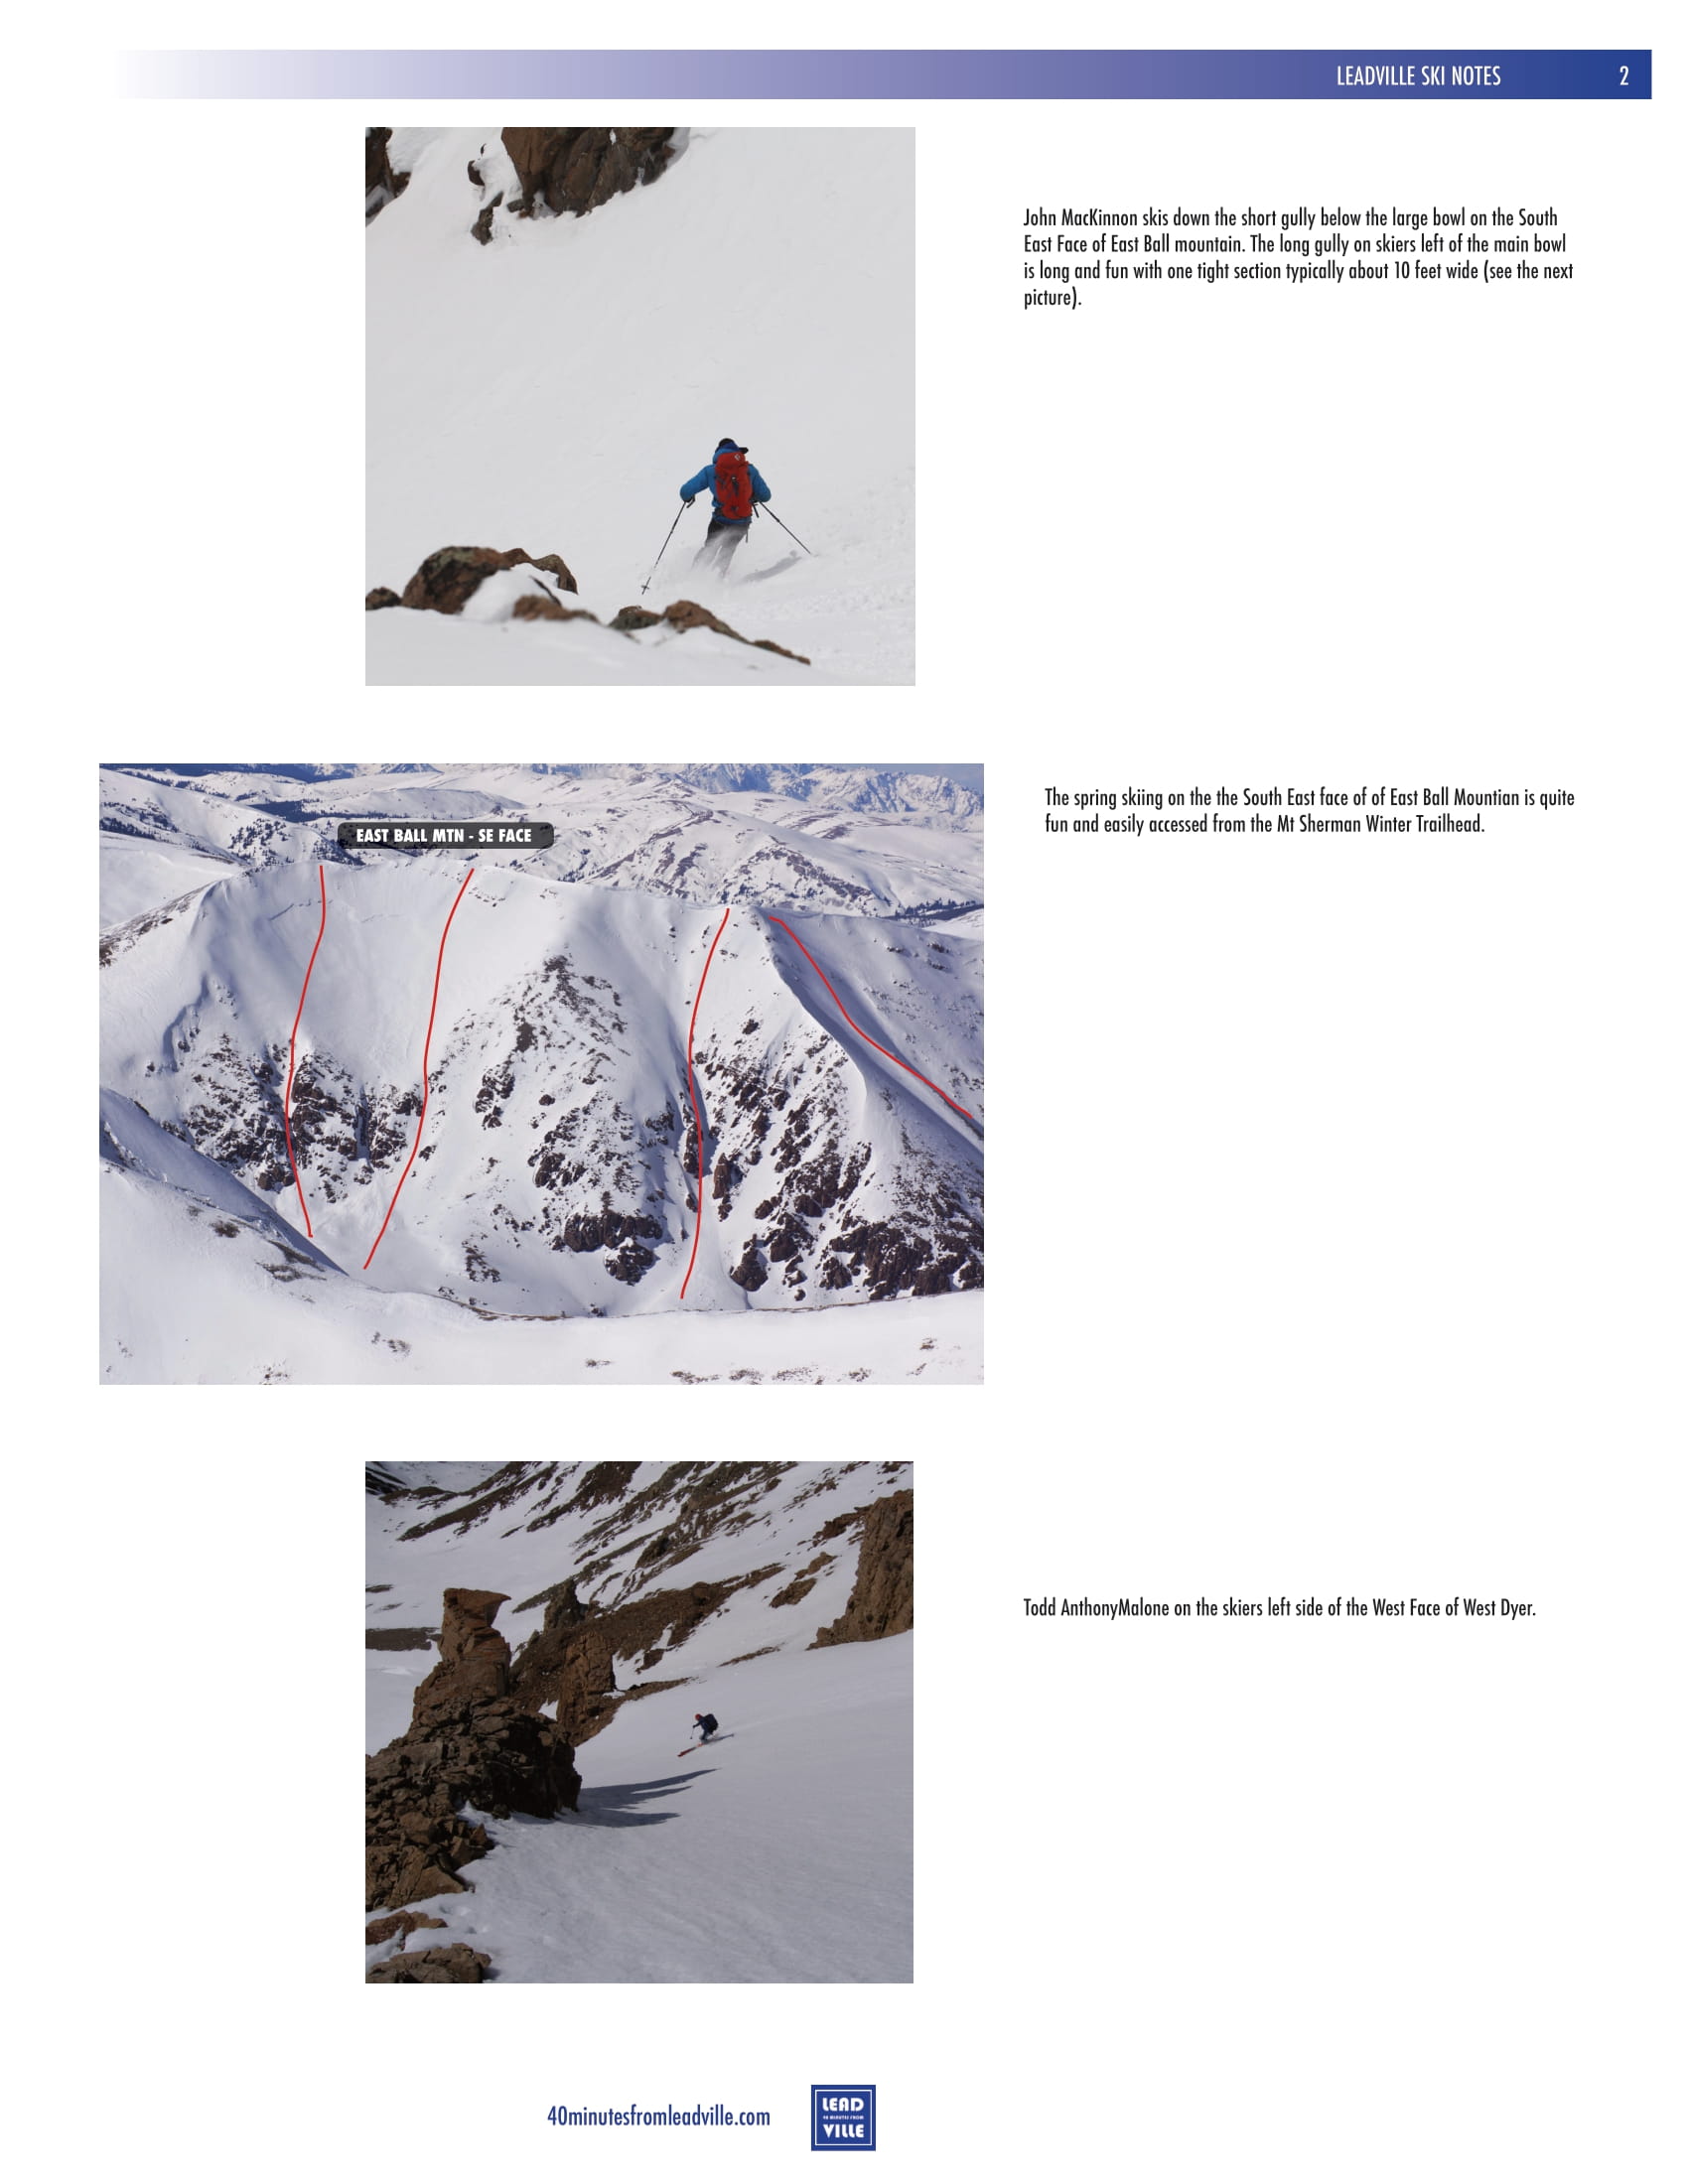 LEADVILLE SKI NOTES 2
John MacKinnon skis down the short gully below the large bowl on the South
East Face of East Ball mountain. The long gully on skiers left of the main bowl
is long and fun with one tight section typically about 10 feet wide (see the next
picture).
EAST BALL MTN - SE FACE
The spring skiing on the the South East face of of East Ball Mountian is quite
fun and easily accessed from the Mt Sherman Winter Trailhead.
Todd AnthonyMalone on the skiers left side of the West Face of West Dyer.
40minutesfromleadville.com
LEAD
40 MINUTES FROM
VILLE